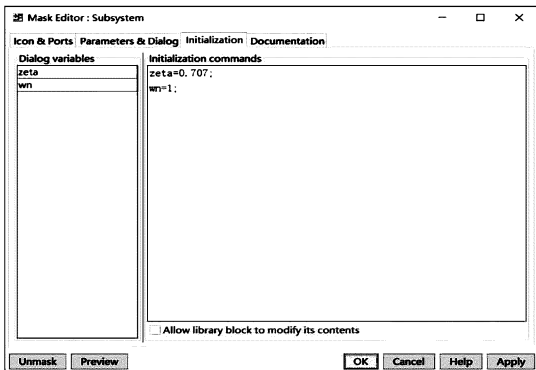 Mask Editor : Subsystem
Icon & Ports Parameters & Dialog Initialization Documentation
Dialog variables
zeta
wn
Initialization commands
zeta=0.707;
wn=1;
Allow library block to modify its contents
Unmask Preview OK Cancel Help Apply